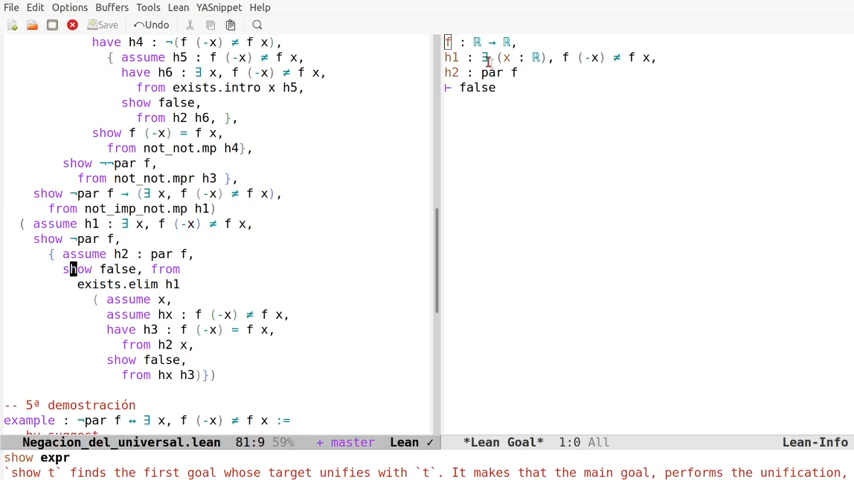 File Edit Options Buffers Tools Lean YASnippet Help
Save Undo
have h4 : ¬(f (-x) ≠ f x),
{ assume h5 : f (-x) ≠ f x,
have h6 : ∃ x, f (-x) ≠ f x,
from exists.intro x h5,
show false,
from h2 h6, },
show f (-x) = f x,
from not_not.mp h4},
show ¬¬par f,
from not_not.mpr h3 },
show ¬par f → (∃ x, f (-x) ≠ f x),
from not_imp_not.mp h1)
( assume h1 : ∃ x, f (-x) ≠ f x,
show ¬par f,
{ assume h2 : par f,
show false, from
exists.elim h1
( assume x,
assume hx : f (-x) ≠ f x,
have h3 : f (-x) = f x,
from h2 x,
show false,
from hx h3)})
-- 5ª demostración
example : ¬par f ↔ ∃ x, f (-x) ≠ f x :=
by suggest
Negacion_del_universal.lean 81:9 59% + master Lean ✓
f : ℝ → ℝ,
h1 : ∃ (x : ℝ), f (-x) ≠ f x,
h2 : par f
⊢ false
*Lean Goal* 1:0 All Lean-Info
show expr
`show t` finds the first goal whose target unifies with `t`. It makes that the main goal, performs the unification,